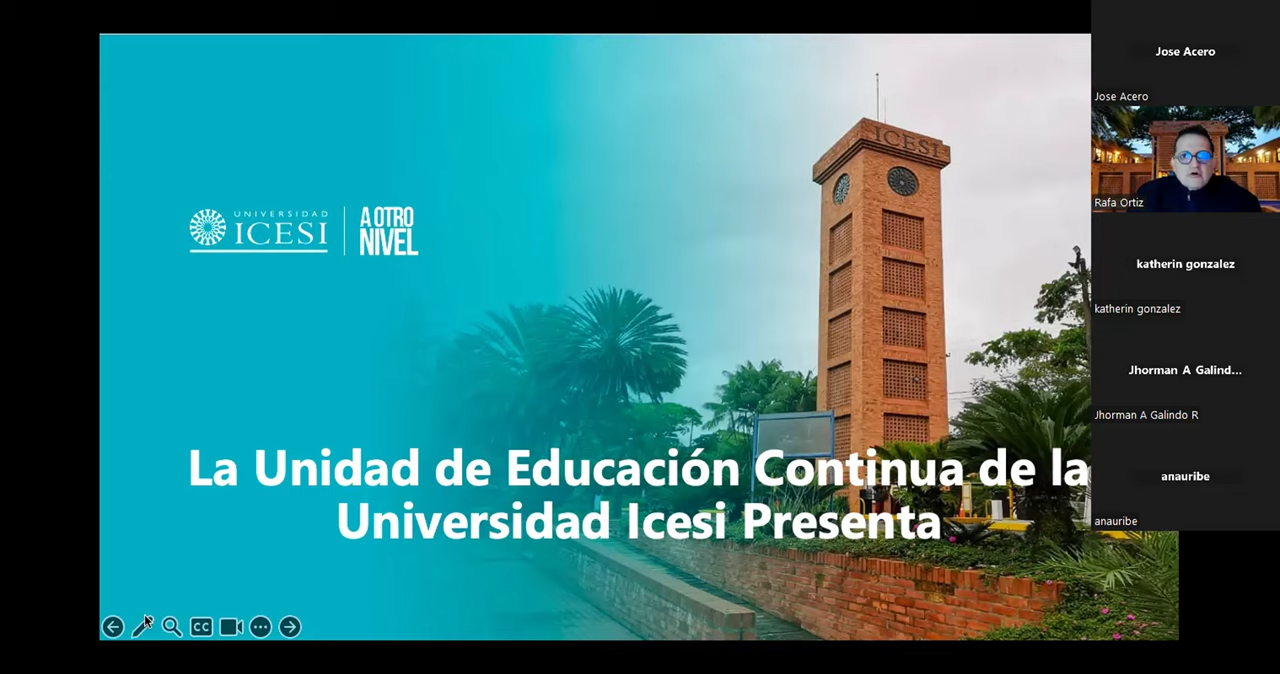 UNIVERSIDAD
ICESI
A OTRO
NIVEL
ICESI
La Unidad de Educación Continua de la
Universidad Icesi Presenta
CC
Jose Acero
Jose Acero
Rafa Ortiz
katherin gonzalez
katherin gonzalez
Jhorman A Galind...
Jhorman A Galindo R
anauribe
anauribe